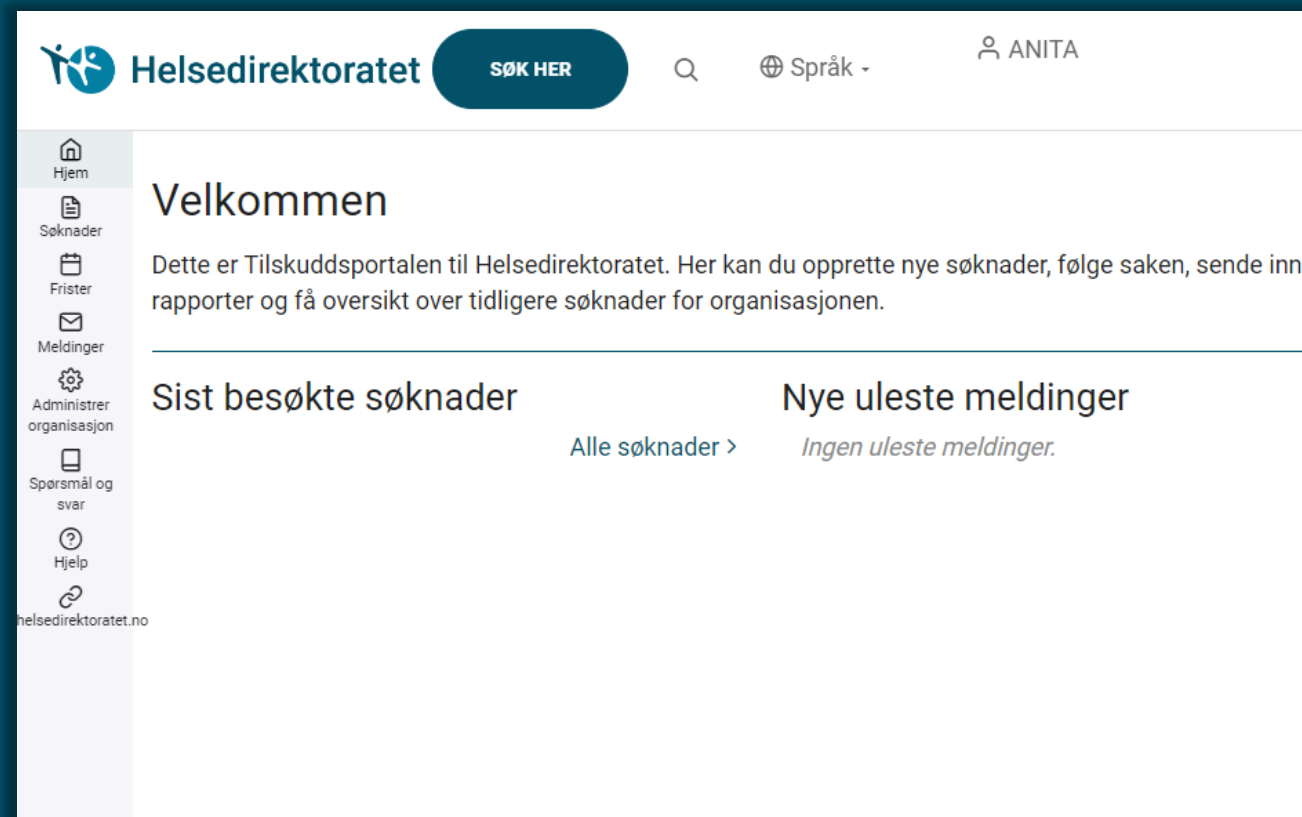 Helsedirektoratet
SØK HER
Språk
ANITA
Hjem
Søknader
Frister
Meldinger
Administrer
organisasjon
Spørsmål og
svar
Hjelp
helsedirektoratet.no
Velkommen
Dette er Tilskuddsportalen til Helsedirektoratet. Her kan du opprette nye søknader, følge saken, sende inn
rapporter og få oversikt over tidligere søknader for organisasjonen.
Sist besøkte søknader
Alle søknader >
Nye uleste meldinger
Ingen uleste meldinger.